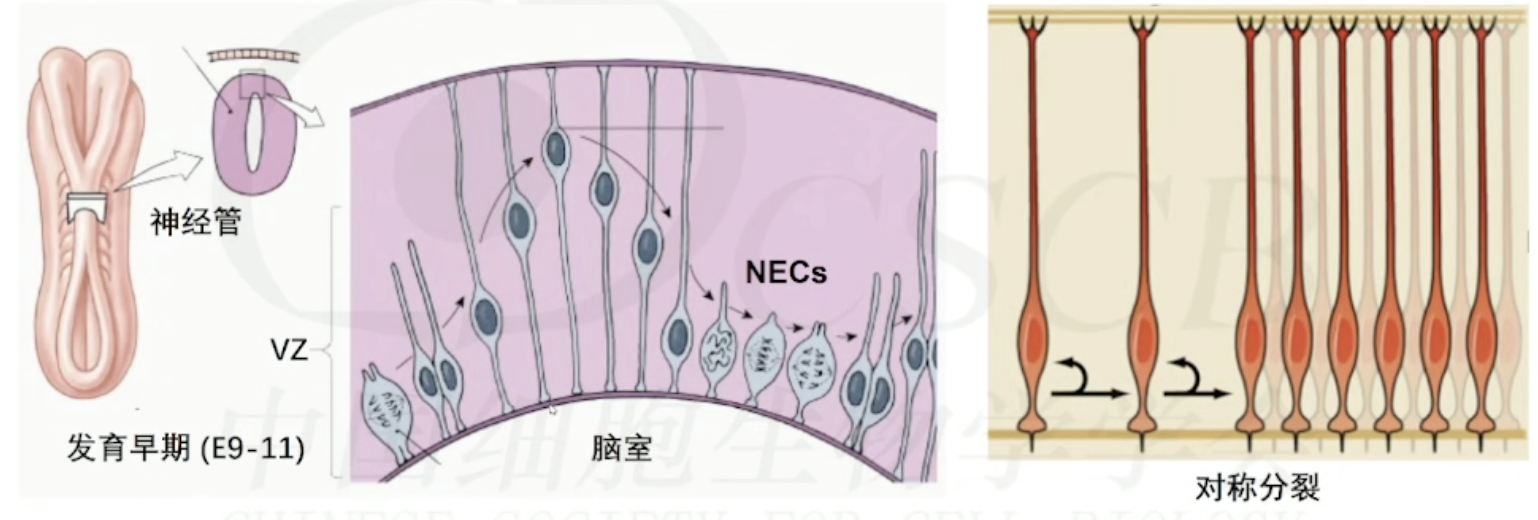 神经管
VZ
发育早期 (E9-11)
NECs
脑室
对称分裂
CSCB
中国细胞生物学学会
CHINESE SOCIETY FOR CELL BIOLOGY